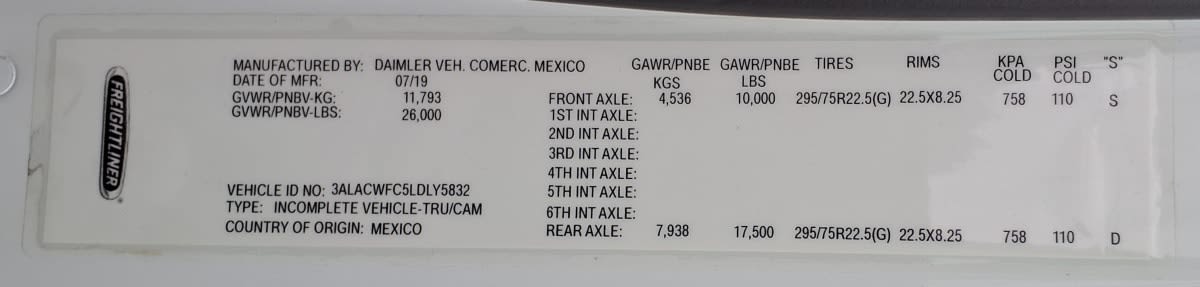 FREIGHTLINER
MANUFACTURED BY: DAIMLER VEH. COMERC. MEXICO
DATE OF MFR: 07/19
GVWR/PNBV-KG: 11,793
GVWR/PNBV-LBS: 26,000
VEHICLE ID NO: 3ALACWFC5LDLY5832
TYPE: INCOMPLETE VEHICLE-TRU/CAM
COUNTRY OF ORIGIN: MEXICO
GAWR/PNBE GAWR/PNBE TIRES RIMS KPA PSI "S"
KGS LBS COLD COLD
FRONT AXLE: 4,536 10,000 295/75R22.5(G) 22.5X8.25 758 110 S
1ST INT AXLE:
2ND INT AXLE:
3RD INT AXLE:
4TH INT AXLE:
5TH INT AXLE:
6TH INT AXLE:
REAR AXLE: 7,938 17,500 295/75R22.5(G) 22.5X8.25 758 110 D